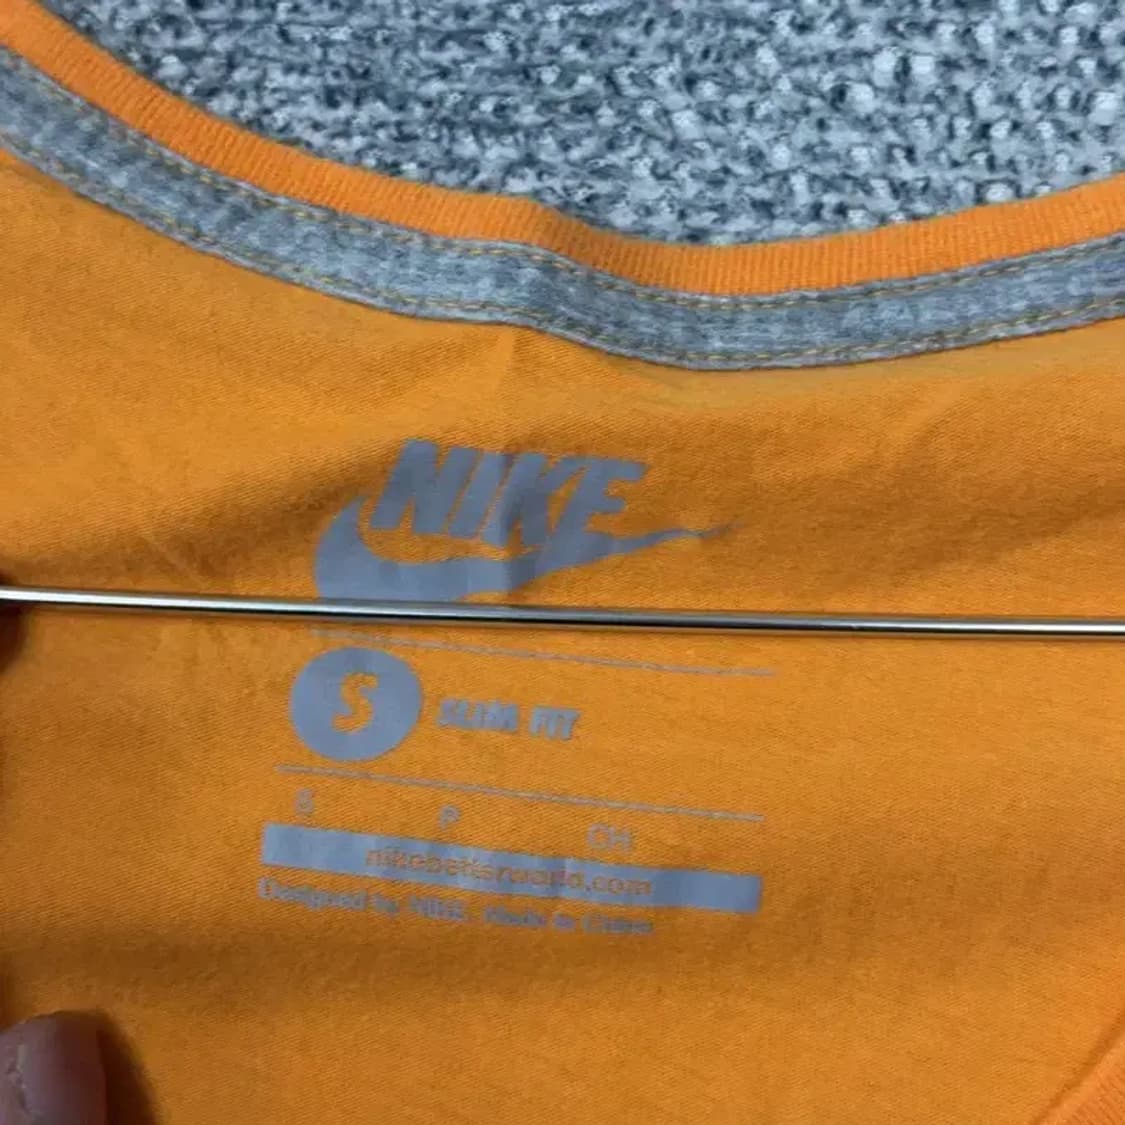 NIKE
S SLIM FIT
S P CH
nikebetterworld.com
Designed by NIKE. Made in China